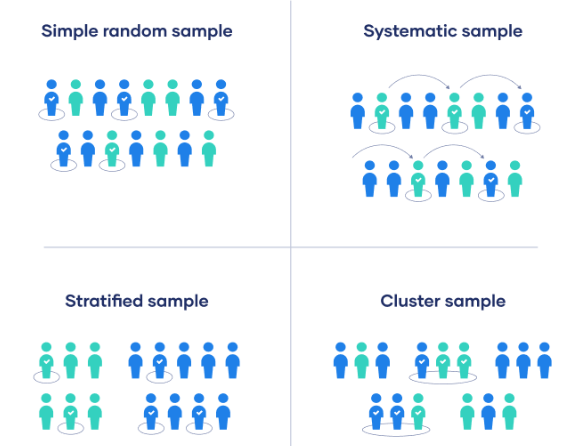 Simple random sample
Systematic sample
Stratified sample
Cluster sample